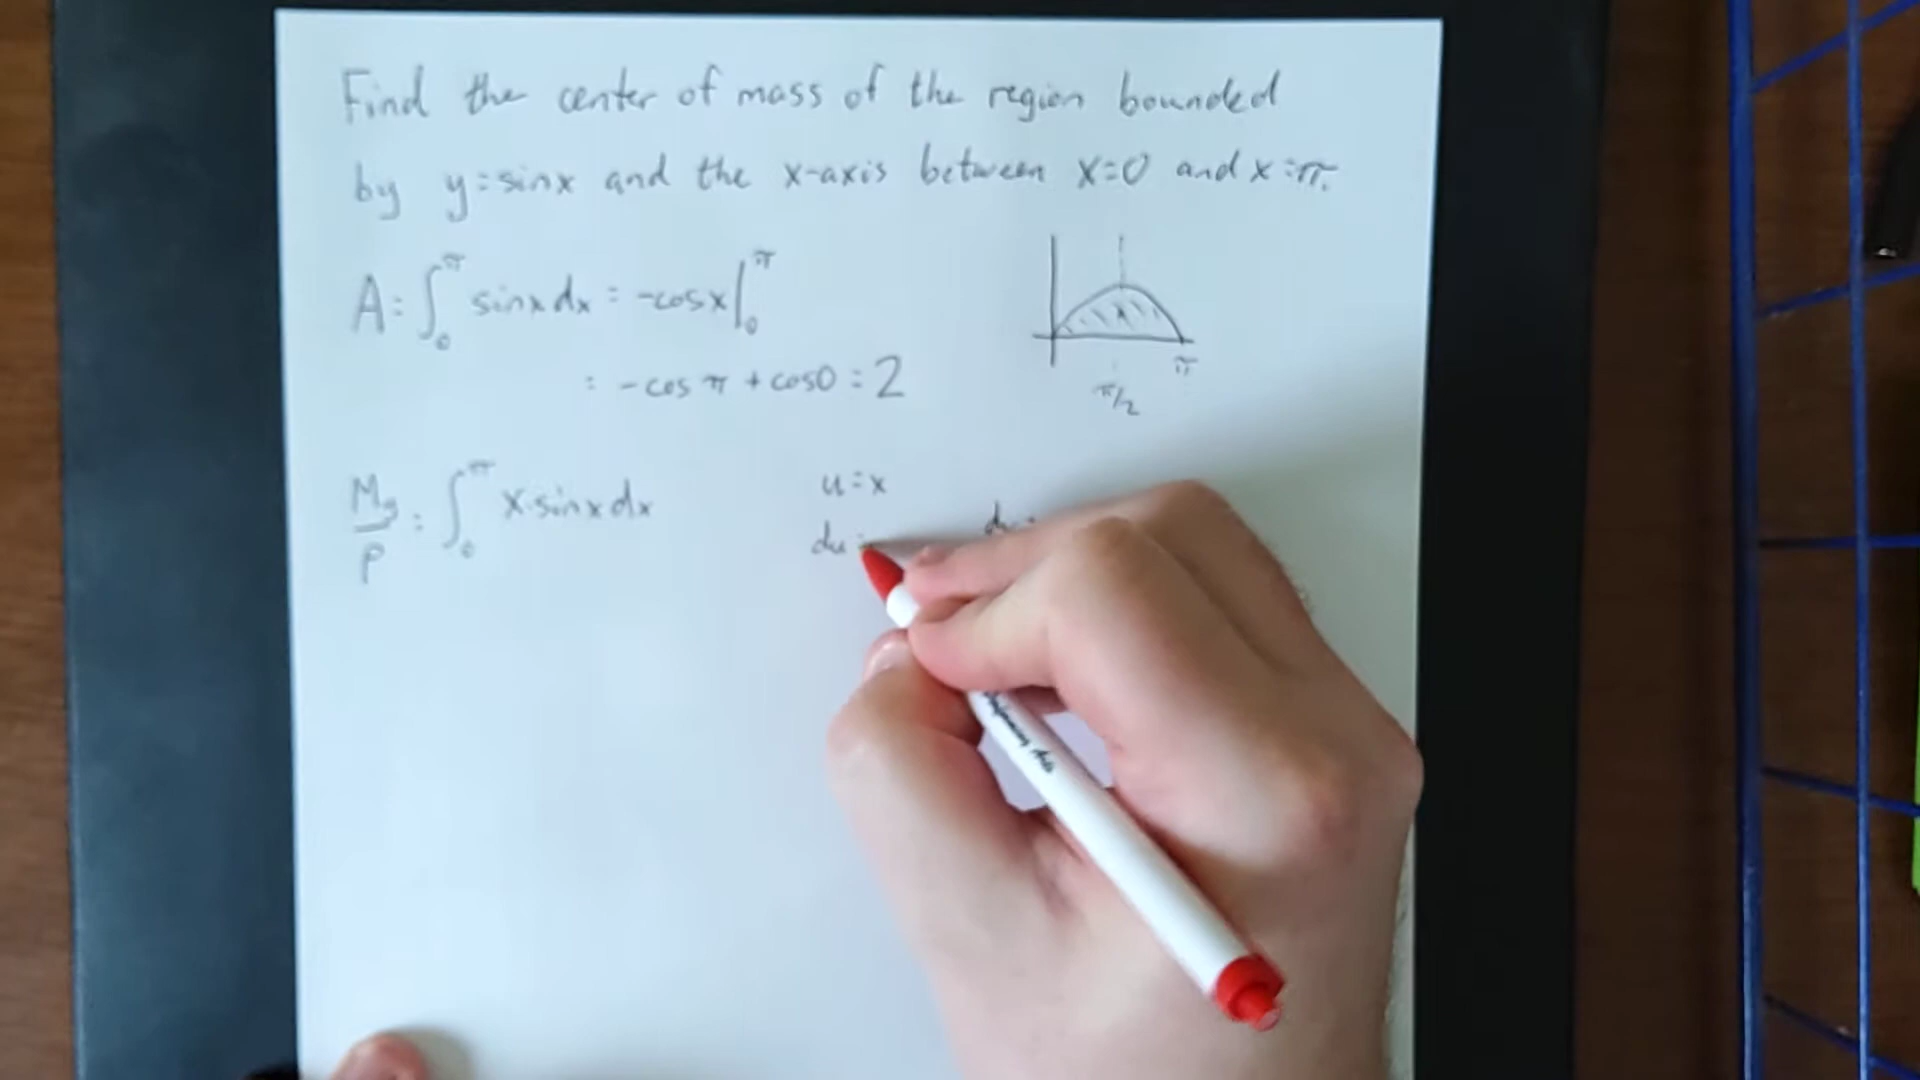 Find the center of mass of the region bounded
by y=sinx and the x-axis between x=0 and x=π.
A = ∫₀^π sinx dx = -cosx|₀^π
= -cos π + cos0 = 2
π
π/2
My/ρ = ∫₀^π x·sinx dx
u=x
du = dv =